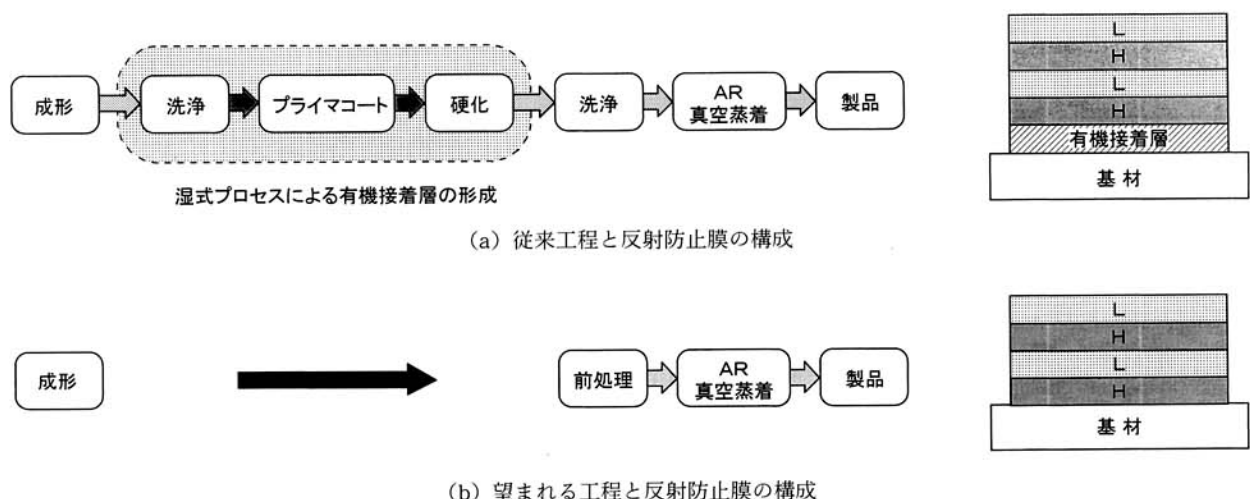 成形
洗浄
プライマコート
硬化
洗浄
AR
真空蒸着
製品
湿式プロセスによる有機接着層の形成
L
H
L
H
有機接着層
基材
(a) 従来工程と反射防止膜の構成
成形
前処理
AR
真空蒸着
製品
L
H
L
H
基材
(b) 望まれる工程と反射防止膜の構成